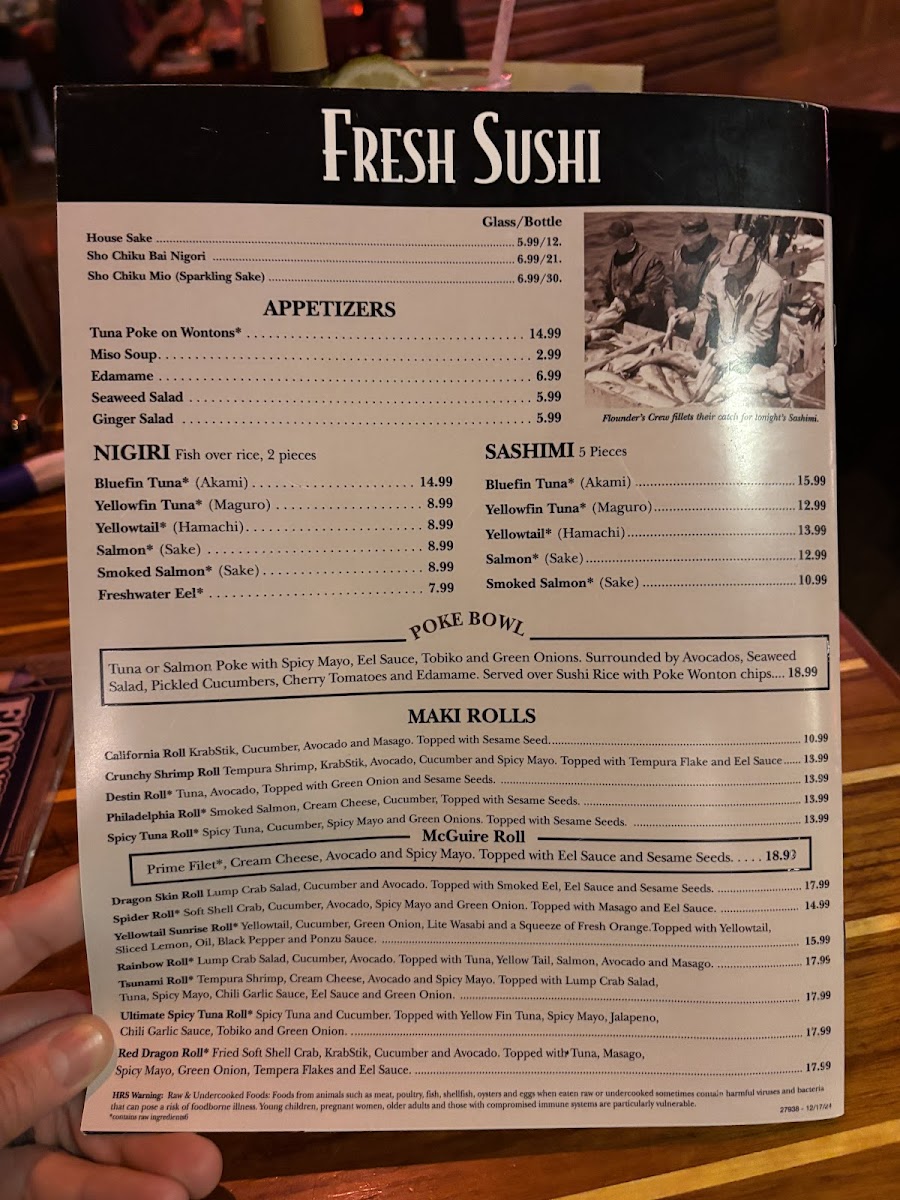 FRESH SUSHI
Glass/Bottle
House Sake 5.99/12.
Sho Chiku Bai Nigori 6.99/21.
Sho Chiku Mio (Sparkling Sake) 6.99/30.
APPETIZERS
Tuna Poke on Wontons* 14.99
Miso Soup 2.99
Edamame 6.99
Seaweed Salad 5.99
Ginger Salad 5.99
Flounder's Crew fillets their catch for tonight's Sashimi.
NIGIRI Fish over rice, 2 pieces
Bluefin Tuna* (Akami) 14.99
Yellowfin Tuna* (Maguro) 8.99
Yellowtail* (Hamachi) 8.99
Salmon* (Sake) 8.99
Smoked Salmon* (Sake) 8.99
Freshwater Eel* 7.99
SASHIMI 5 Pieces
Bluefin Tuna* (Akami) 15.99
Yellowfin Tuna* (Maguro) 12.99
Yellowtail* (Hamachi) 13.99
Salmon* (Sake) 12.99
Smoked Salmon* (Sake) 10.99
POKE BOWL
Tuna or Salmon Poke with Spicy Mayo, Eel Sauce, Tobiko and Green Onions. Surrounded by Avocados, Seaweed
Salad, Pickled Cucumbers, Cherry Tomatoes and Edamame. Served over Sushi Rice with Poke Wonton chips.... 18.99
MAKI ROLLS
California Roll KrabStik, Cucumber, Avocado and Masago. Topped with Sesame Seed. 10.99
Crunchy Shrimp Roll Tempura Shrimp, KrabStik, Avocado, Cucumber and Spicy Mayo. Topped with Tempura Flake and Eel Sauce 13.99
Destin Roll* Tuna, Avocado, Topped with Green Onion and Sesame Seeds. 13.99
Philadelphia Roll* Smoked Salmon, Cream Cheese, Cucumber, Topped with Sesame Seeds. 13.99
Spicy Tuna Roll* Spicy Tuna, Cucumber, Spicy Mayo and Green Onions. Topped with Sesame Seeds. 13.99
McGuire Roll
Prime Filet*, Cream Cheese, Avocado and Spicy Mayo. Topped with Eel Sauce and Sesame Seeds. 18.99
Dragon Skin Roll Lump Crab Salad, Cucumber and Avocado. Topped with Smoked Eel, Eel Sauce and Sesame Seeds. 17.99
Spider Roll* Soft Shell Crab, Cucumber, Avocado, Spicy Mayo and Green Onion. Topped with Masago and Eel Sauce. 14.99
Yellowtail Sunrise Roll* Yellowtail, Cucumber, Green Onion, Lite Wasabi and a Squeeze of Fresh Orange.Topped with Yellowtail,
Sliced Lemon, Oil, Black Pepper and Ponzu Sauce. 15.99
Rainbow Roll* Lump Crab Salad, Cucumber, Avocado. Topped with Tuna, Yellow Tail, Salmon, Avocado and Masago. 17.99
Tsunami Roll* Tempura Shrimp, Cream Cheese, Avocado and Spicy Mayo. Topped with Lump Crab Salad,
Tuna, Spicy Mayo, Chili Garlic Sauce, Eel Sauce and Green Onion. 17.99
Ultimate Spicy Tuna Roll* Spicy Tuna and Cucumber. Topped with Yellow Fin Tuna, Spicy Mayo, Jalapeno,
Chili Garlic Sauce, Tobiko and Green Onion. 17.99
Red Dragon Roll* Fried Soft Shell Crab, KrabStik, Cucumber and Avocado. Topped with Tuna, Masago,
Spicy Mayo, Green Onion, Tempera Flakes and Eel Sauce. 17.99
HRS Warning: Raw & Undercooked Foods: Foods from animals such as meat, poultry, fish, shellfish, oysters and eggs when eaten raw or undercooked sometimes contain harmful viruses and bacteria
that can pose a risk of foodborne illness. Young children, pregnant women, older adults and those with compromised immune systems are particularly vulnerable.
*contains raw ingredients6
27938 - 12/17/24